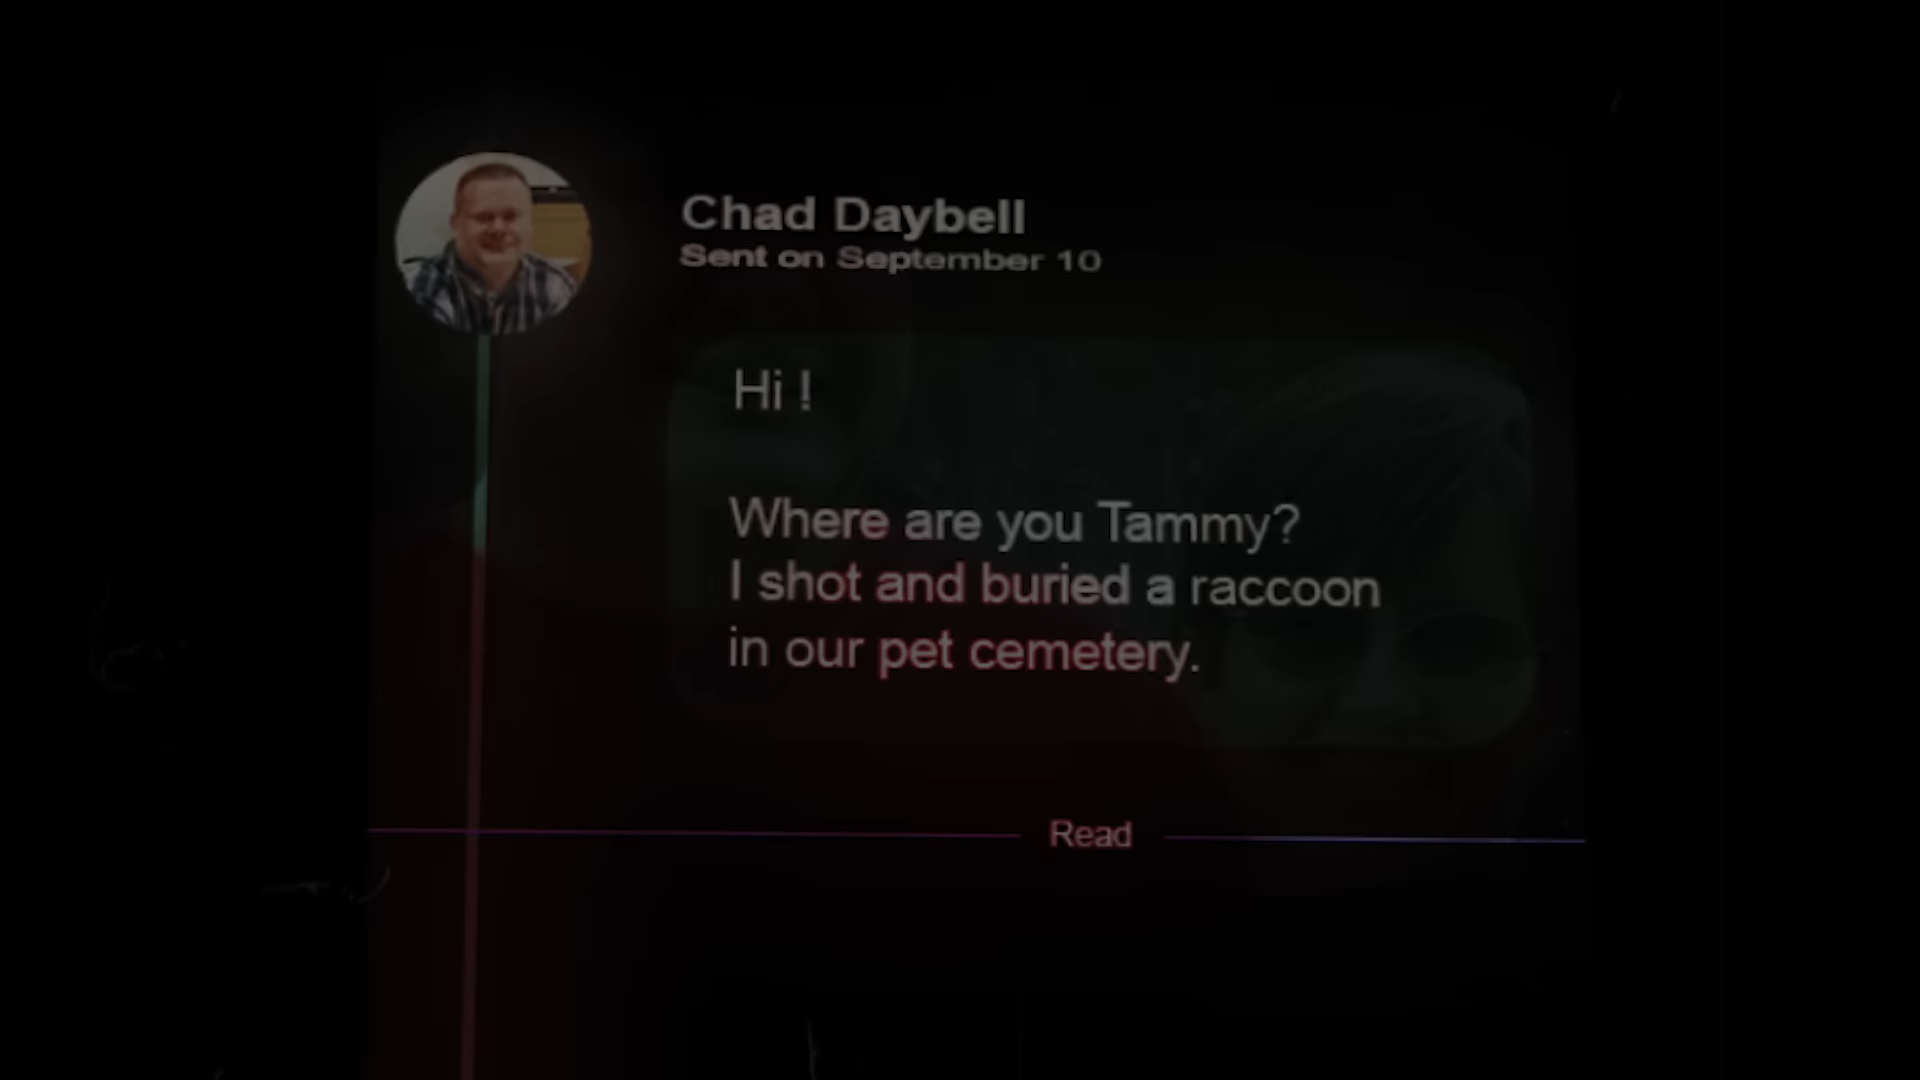 Chad Daybell
Sent on September 10
Hi !
Where are you Tammy?
I shot and buried a raccoon
in our pet cemetery.
Read